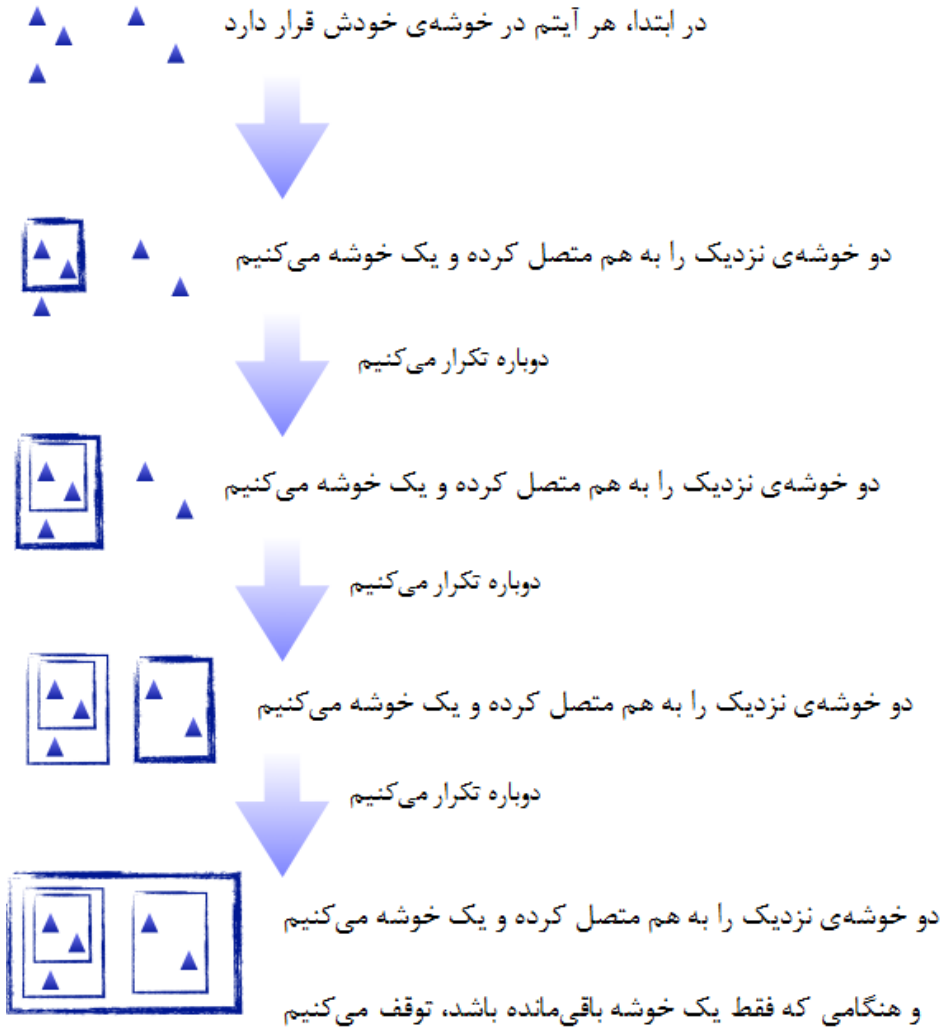 در ابتدا، هر آیتم در خوشه‌ی خودش قرار دارد
دو خوشه‌ی نزدیک را به هم متصل کرده و یک خوشه می‌کنیم
دوباره تکرار می‌کنیم
دو خوشه‌ی نزدیک را به هم متصل کرده و یک خوشه می‌کنیم
دوباره تکرار می‌کنیم
دو خوشه‌ی نزدیک را به هم متصل کرده و یک خوشه می‌کنیم
دوباره تکرار می‌کنیم
دو خوشه‌ی نزدیک را به هم متصل کرده و یک خوشه می‌کنیم
و هنگامی که فقط یک خوشه باقی‌مانده باشد، توقف می‌کنیم